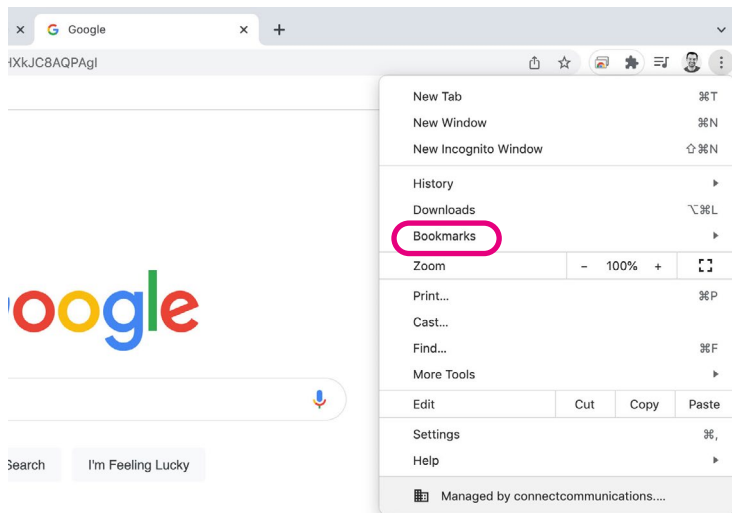 Google
HXkJC8AQPAgI
New Tab ⌘T
New Window ⌘N
New Incognito Window ⇧⌘N
History
Downloads ⌥⌘L
Bookmarks
Zoom - 100% +
Print... ⌘P
Cast...
Find... ⌘F
More Tools
Edit Cut Copy Paste
Settings ⌘,
Help
Managed by connectcommunications....
oogle
Search I'm Feeling Lucky